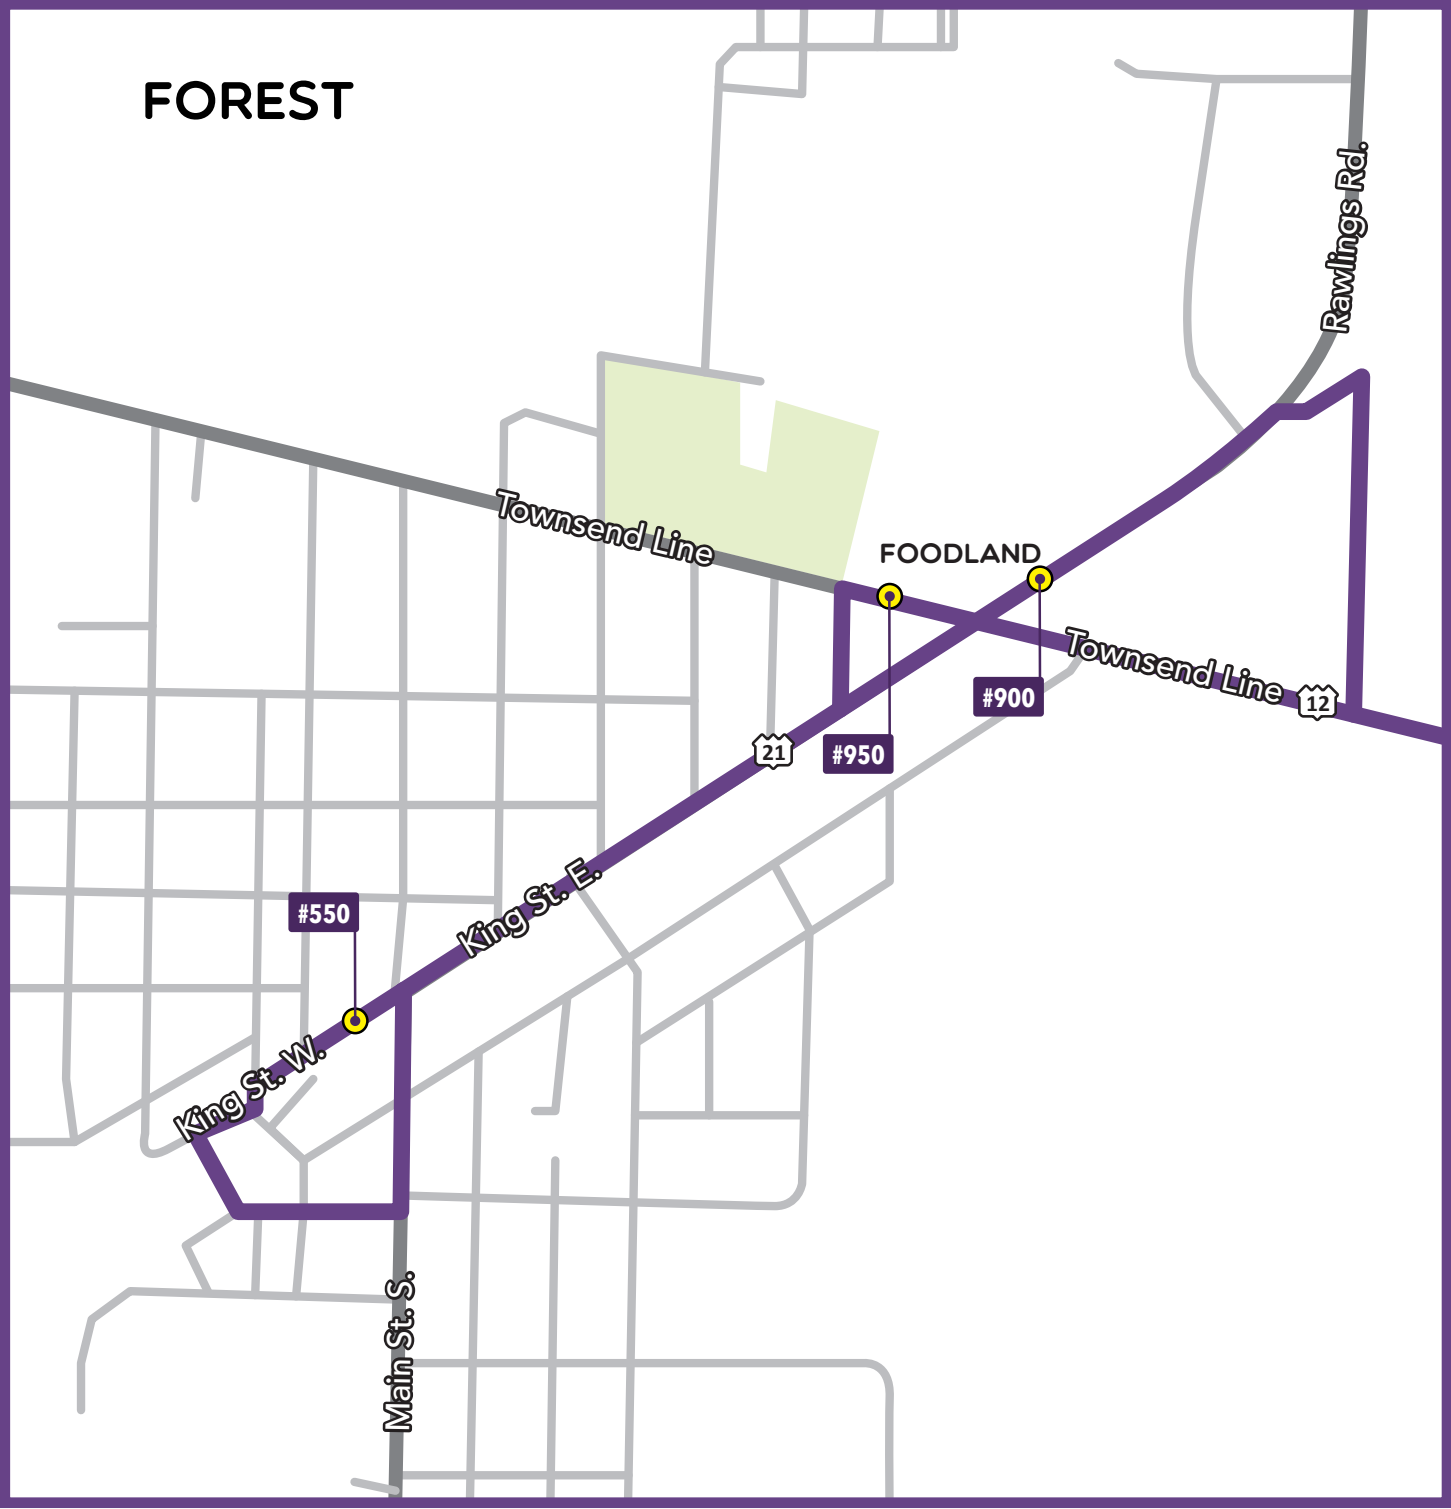 FOREST
Rawlings Rd.
Townsend Line
FOODLAND
Townsend Line
#900
12
21
#950
King St. E.
#550
King St. W.
Main St. S.